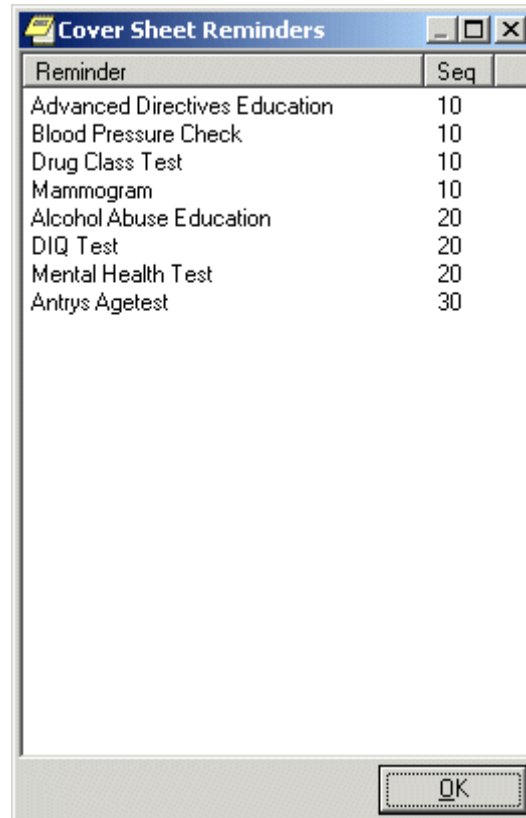 Cover Sheet Reminders
Reminder Seq
Advanced Directives Education 10
Blood Pressure Check 10
Drug Class Test 10
Mammogram 10
Alcohol Abuse Education 20
DIQ Test 20
Mental Health Test 20
Antrys Agetest 30
OK